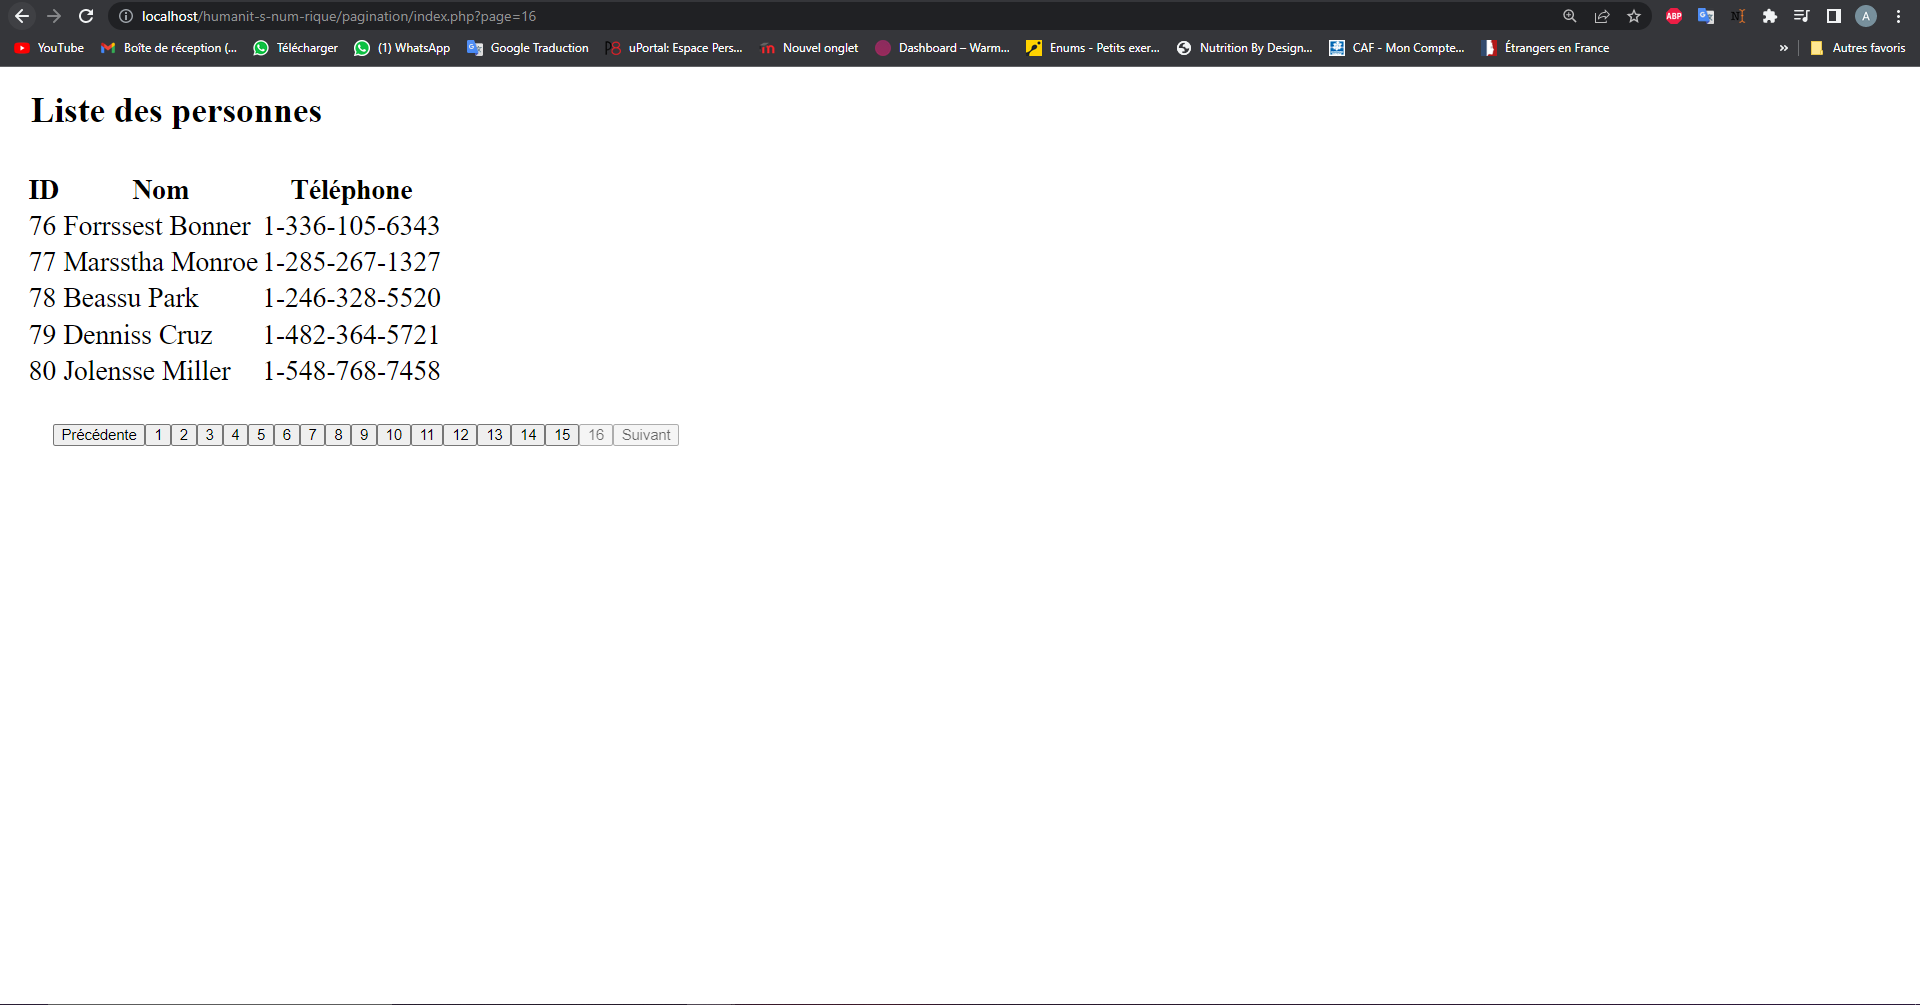 localhost/humanit-s-num-rique/pagination/index.php?page=16
ABP
A
YouTube Boîte de réception (... Télécharger (1) WhatsApp Google Traduction P8 uPortal: Espace Pers... Nouvel onglet Dashboard – Warm... Enums - Petits exer... Nutrition By Design... CAF - Mon Compte... Étrangers en France » Autres favoris
Liste des personnes
ID Nom Téléphone
76 Forrssest Bonner 1-336-105-6343
77 Marsstha Monroe 1-285-267-1327
78 Beassu Park 1-246-328-5520
79 Denniss Cruz 1-482-364-5721
80 Jolensse Miller 1-548-768-7458
Précédente 1 2 3 4 5 6 7 8 9 10 11 12 13 14 15 16 Suivant